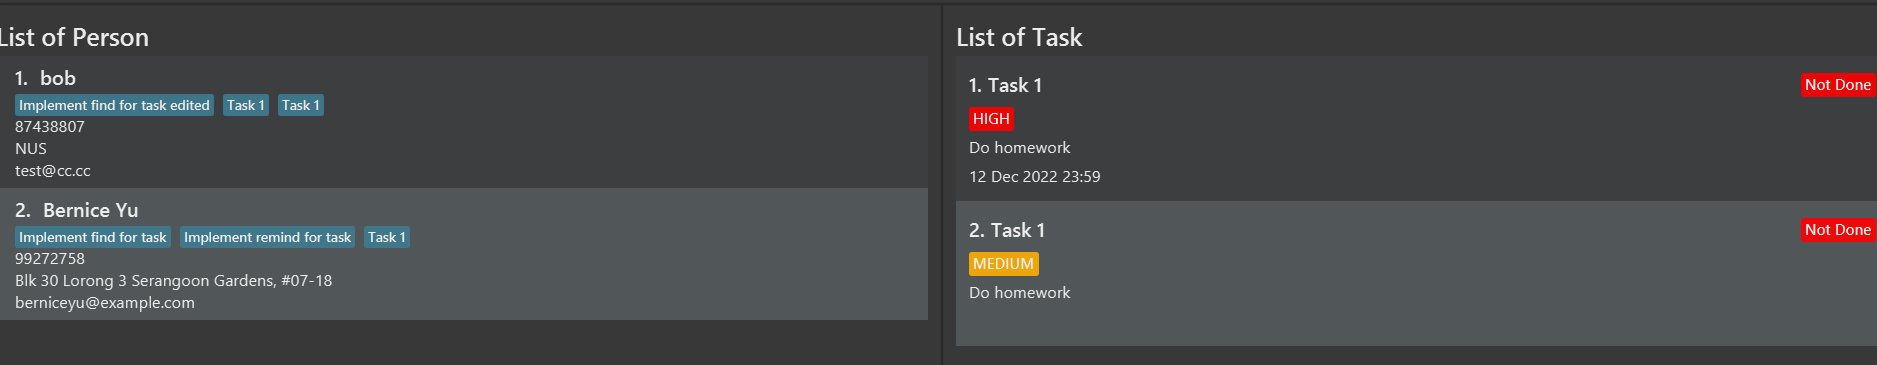 List of Person
1. bob
Implement find for task edited Task 1 Task 1
87438807
NUS
test@cc.cc
2. Bernice Yu
Implement find for task Implement remind for task Task 1
99272758
Blk 30 Lorong 3 Serangoon Gardens, #07-18
berniceyu@example.com
List of Task
1. Task 1 Not Done
HIGH
Do homework
12 Dec 2022 23:59
2. Task 1 Not Done
MEDIUM
Do homework